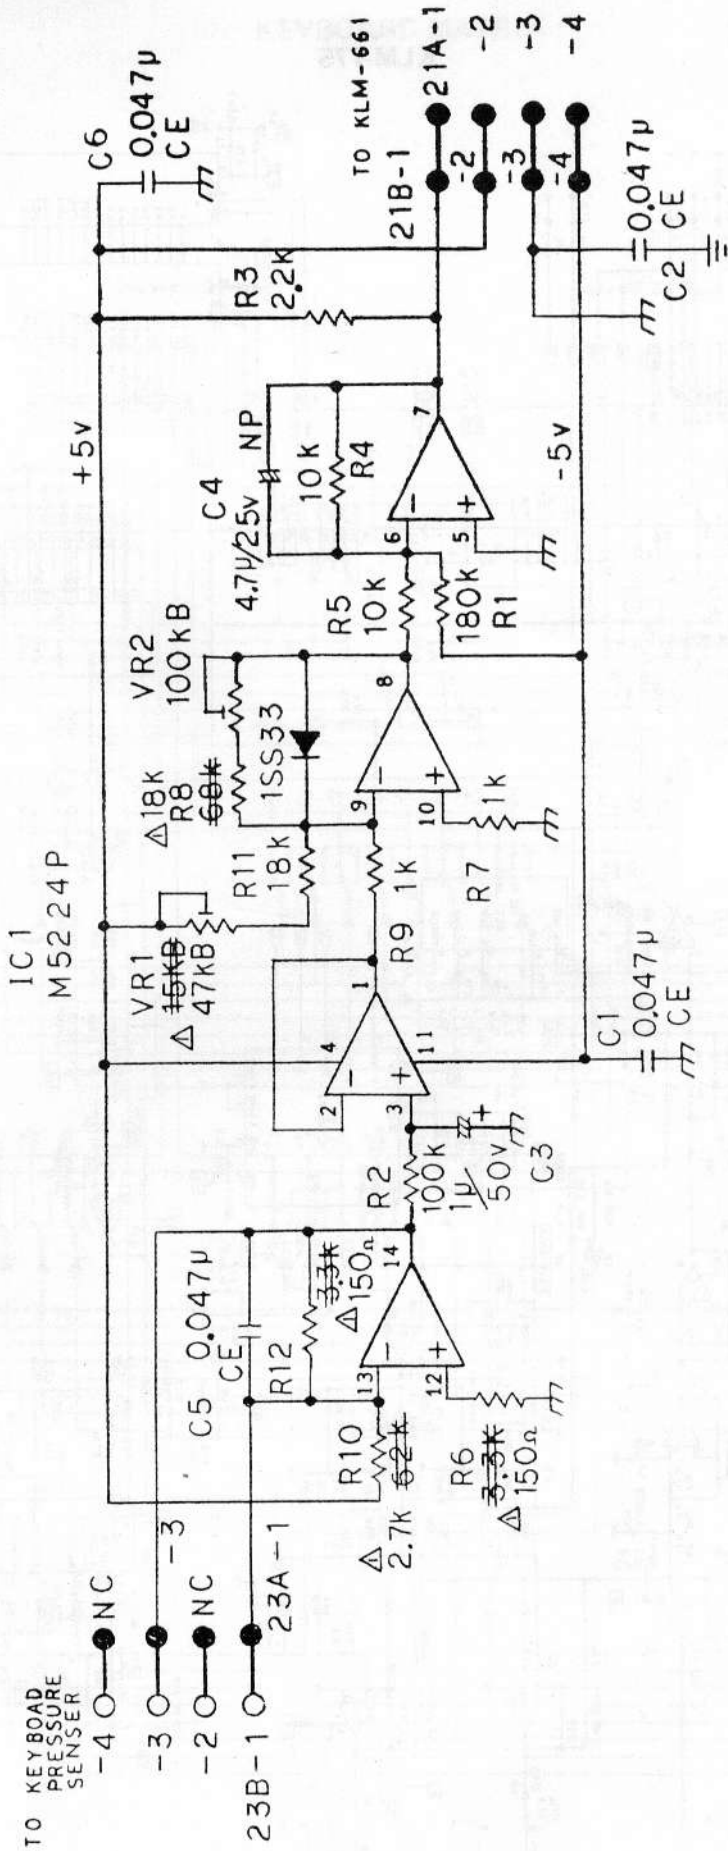 TO KEYBOAD
PRESSURE
SENSER
-4 NC
-3 -3
-2 NC
23B-1 23A-1
IC1
M5224P
+5v
-5v
C5 0.047μ
CE
R12
3.3k
⚠150Ω
R10
62k
⚠
2.7k
13
12
14
R6
3.3k
⚠150Ω
R2
100k
1μ/50v
+
C3
2
3
4
11
1
VR1
15KB
⚠47kB
R9
1k
R11
18k
⚠18k
R8
68k
VR2
100kB
1SS33
9
10
8
R7
1k
C1
0.047μ
CE
R5
10k
180k
R1
C4
4.7μ/25v
NP
10k
R4
6
5
7
R3
2.2k
C6
0.047μ
CE
TO KLM-661
21B-1 21A-1
-2 -2
-3 -3
-4 -4
C2
0.047μ
CE